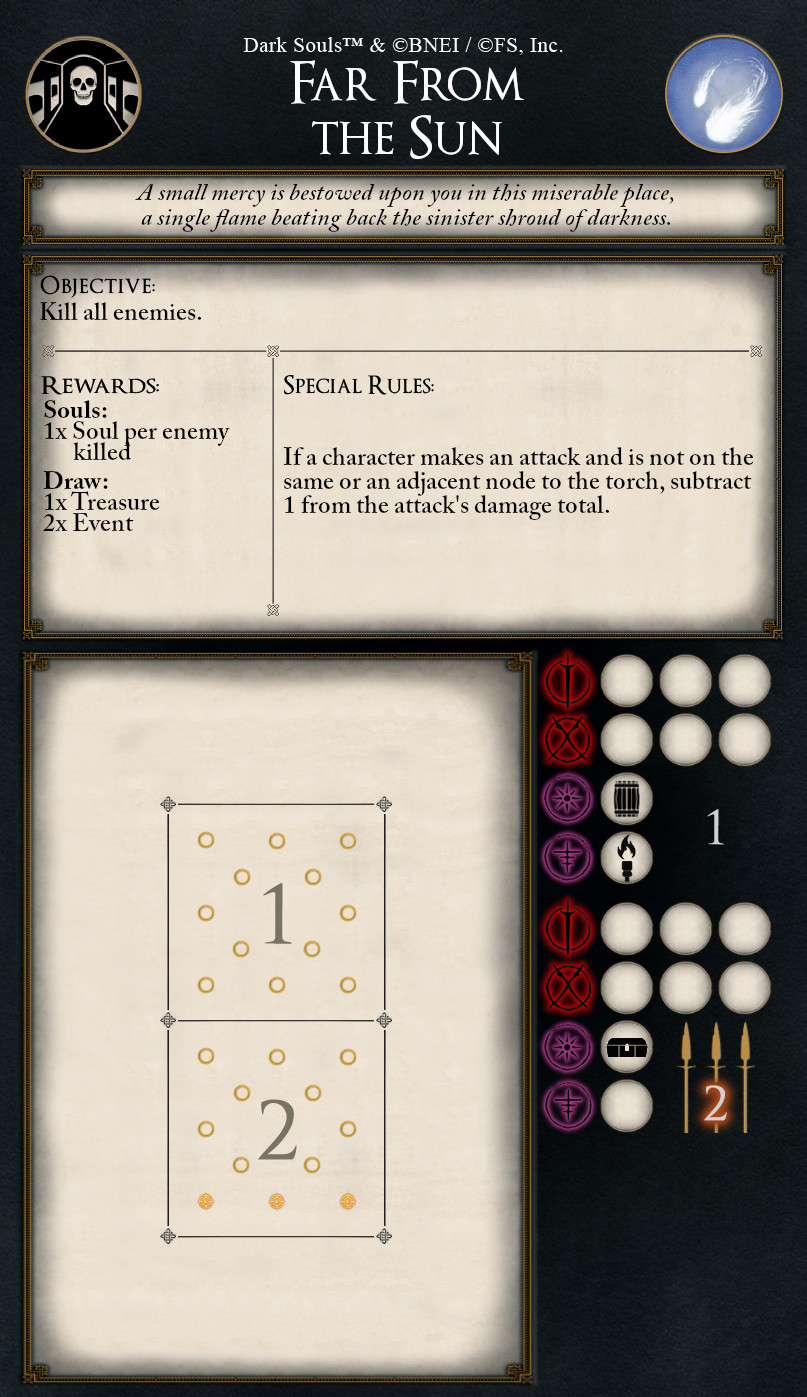 Dark Souls™ & ©BNEI / ©FS, Inc.
Far From
the Sun
A small mercy is bestowed upon you in this miserable place,
a single flame beating back the sinister shroud of darkness.
Objective:
Kill all enemies.
Rewards:
Souls:
1x Soul per enemy
killed
Draw:
1x Treasure
2x Event
Special Rules:
If a character makes an attack and is not on the
same or an adjacent node to the torch, subtract
1 from the attack's damage total.
1
2
1
2